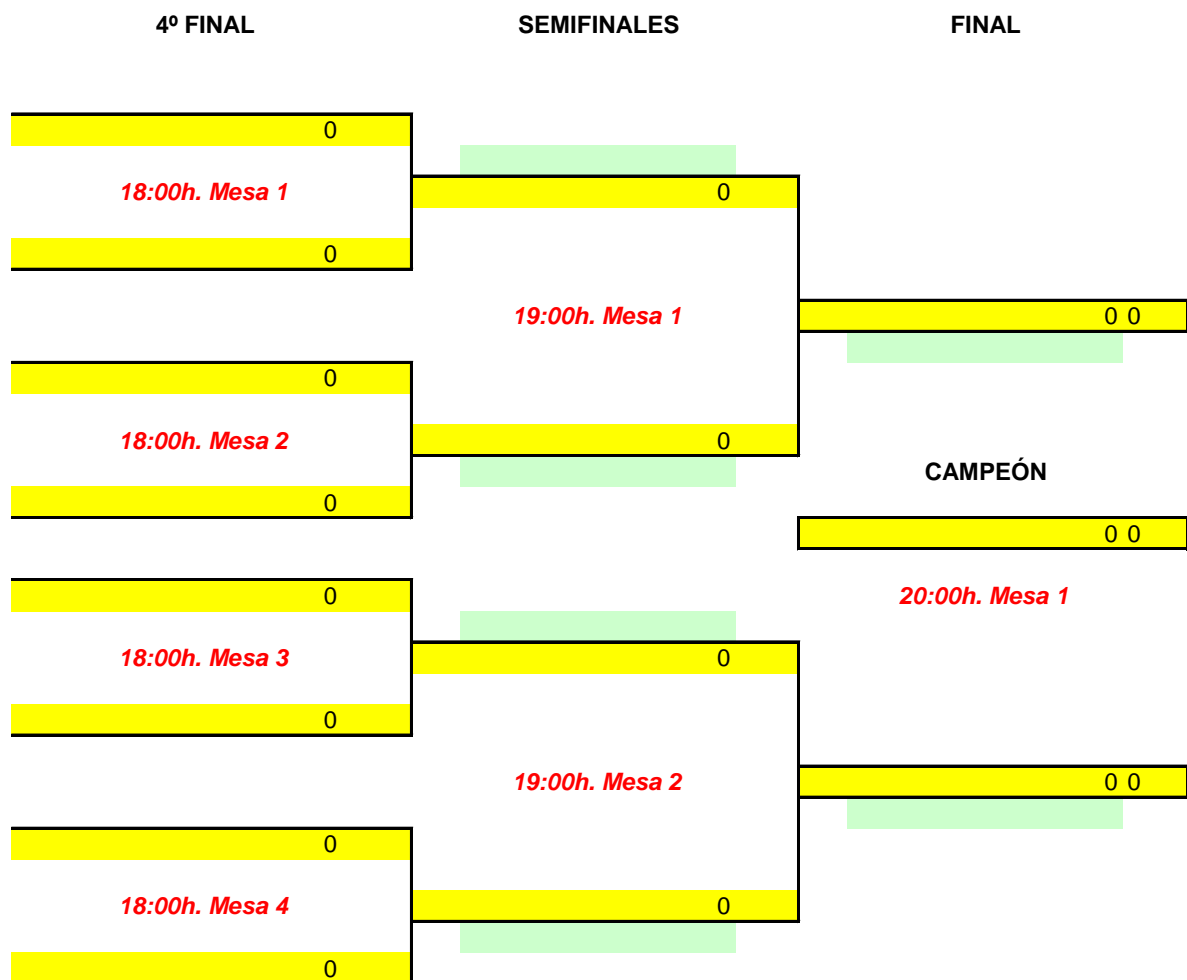 4º FINAL SEMIFINALES FINAL
0
18:00h. Mesa 1 0
0
19:00h. Mesa 1 0 0
0
18:00h. Mesa 2 0
CAMPEÓN
0
0 0
0 20:00h. Mesa 1
18:00h. Mesa 3 0
0
19:00h. Mesa 2 0 0
0
18:00h. Mesa 4 0
0